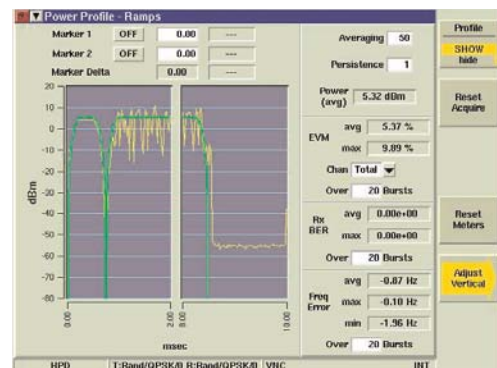 Power Profile - Ramps
Marker 1 OFF 0.00 ---
Marker 2 OFF 0.00 ---
Marker Delta 0.00 ---
Averaging 50
Persistence 1
Power (avg) 5.32 dBm
EVM avg 5.37 %
max 9.89 %
Chan Total
Over 20 Bursts
Rx BER avg 0.00e+00
max 0.00e+00
Over 20 Bursts
Freq Error avg -0.87 Hz
max -0.10 Hz
min -1.96 Hz
Over 20 Bursts
dBm
20
10
0
-10
-20
-30
-40
-50
-60
-70
-80
0.00
2.00
8.00
10.00
msec
Profile
SHOW
hide
Reset Acquire
Reset Meters
Adjust Vertical
HPD T:Rand/QPSK/0 R:Rand/QPSK/0 VNC INT